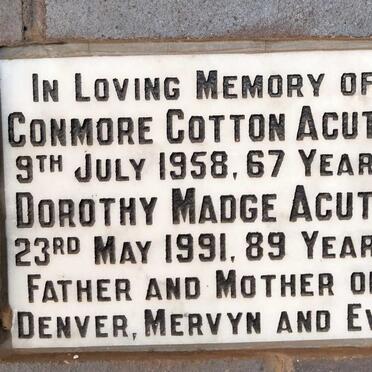 IN LOVING MEMORY OF
CONMORE COTTON ACUT
9TH JULY 1958, 67 YEAR
DOROTHY MADGE ACUT
23RD MAY 1991, 89 YEAR
FATHER AND MOTHER O
DENVER, MERVYN AND EV